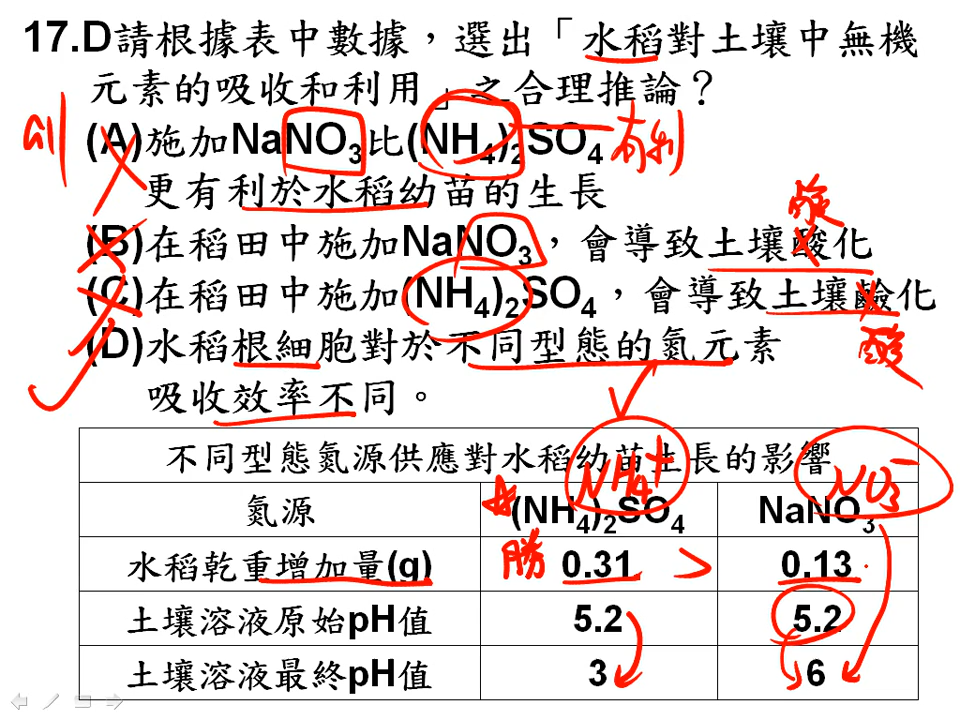 17.D請根據表中數據，選出「水稻對土壤中無機
元素的吸收和利用」之合理推論？
(A)施加NaNO₃比(NH₄)₂SO₄ 有利
更有利於水稻幼苗的生長
酸
(B)在稻田中施加NaNO₃，會導致土壤酸化
(C)在稻田中施加(NH₄)₂SO₄，會導致土壤鹼化
(D)水稻根細胞對於不同型態的氮元素
酸
吸收效率不同。
不同型態氮源供應對水稻幼苗生長的影響
NH₄⁺ NO₃⁻
氮源 (NH₄)₂SO₄ NaNO₃
水稻乾重增加量(g) 勝 0.31 > 0.13
土壤溶液原始pH值 5.2 5.2
土壤溶液最終pH值 3 6